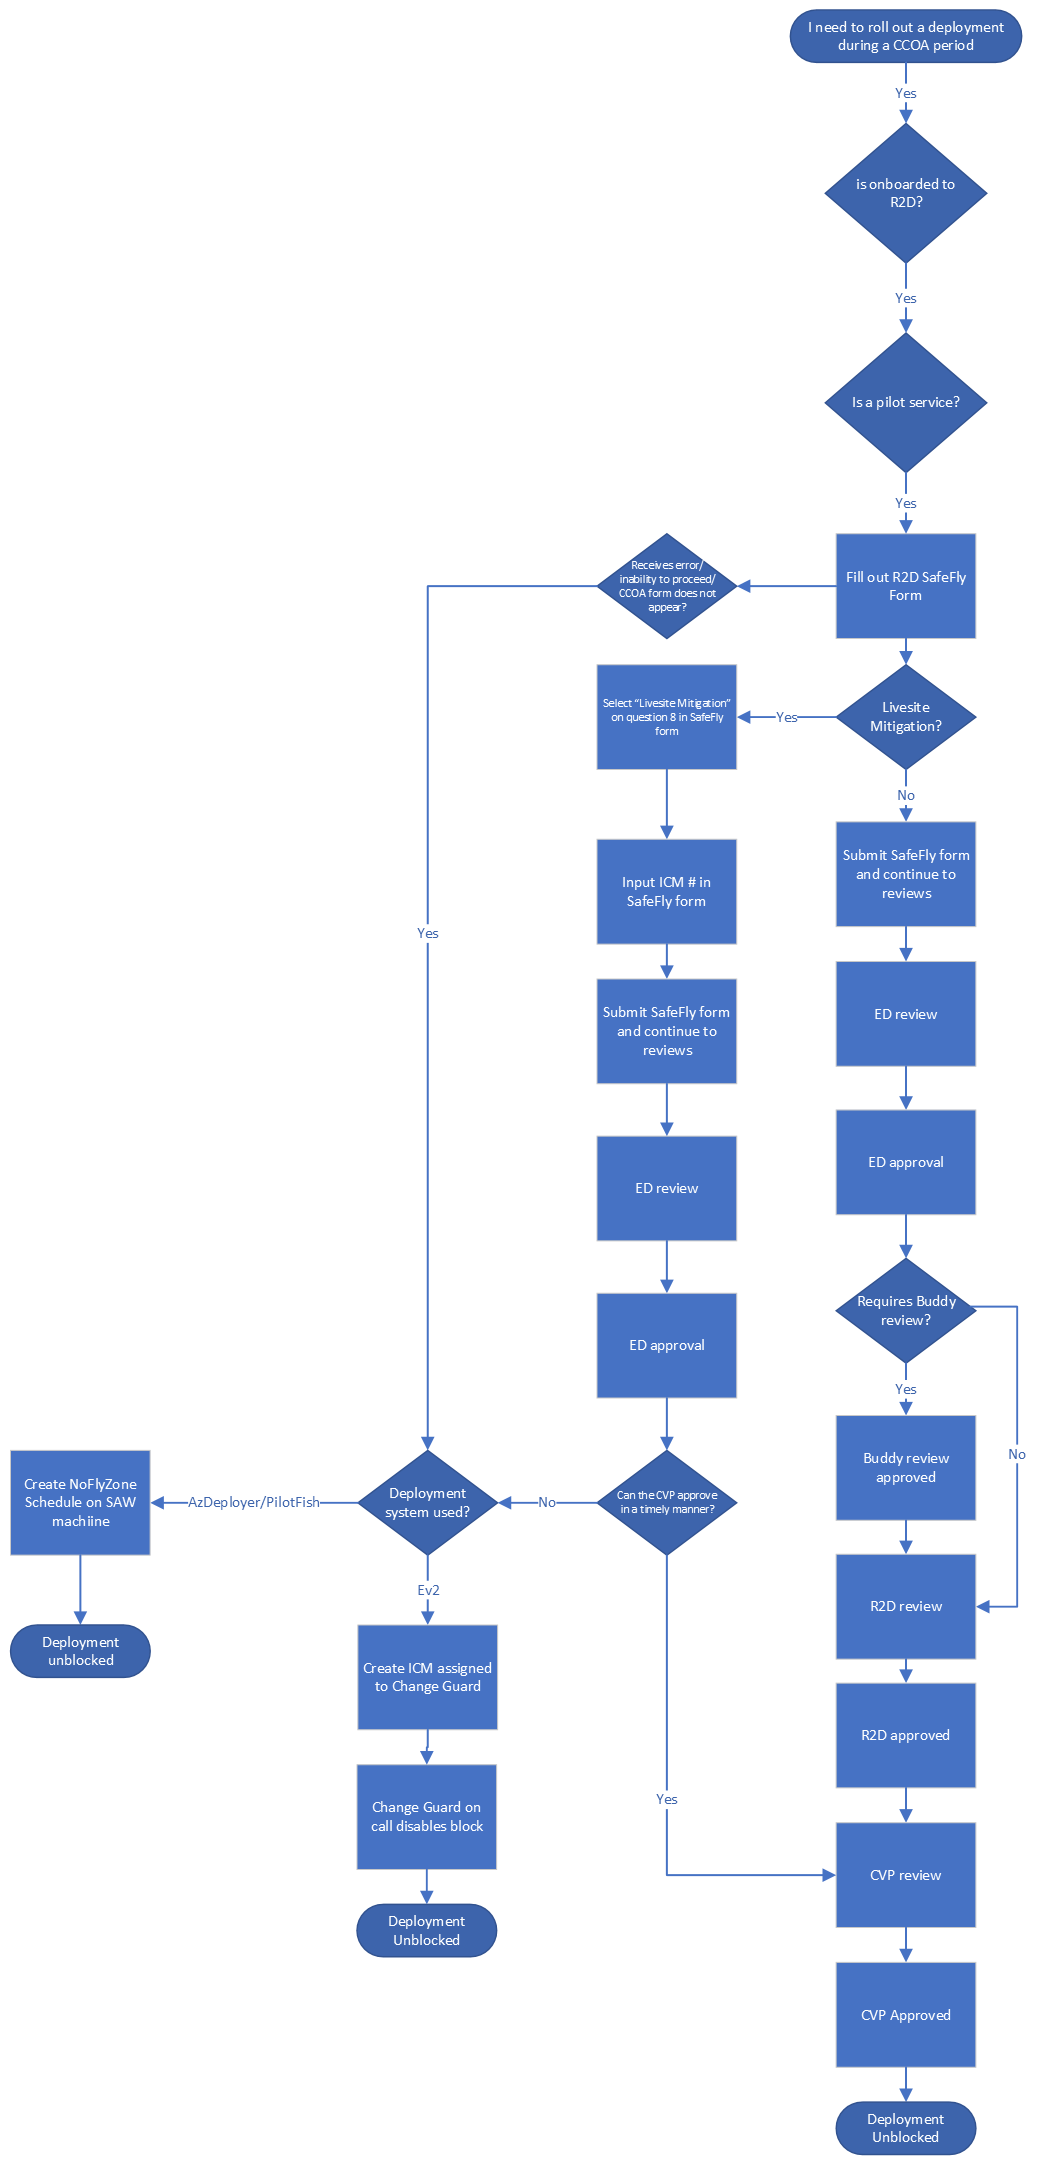 I need to roll out a deployment
during a CCOA period
Yes
is onboarded to
R2D?
Yes
Is a pilot service?
Yes
Fill out R2D SafeFly
Form
Receives error/
inability to proceed/
CCOA form does not
appear?
Yes
Livesite
Mitigation?
Yes
Select “Livesite Mitigation”
on question 8 in SafeFly
form
Input ICM # in
SafeFly form
Submit SafeFly form
and continue to
reviews
ED review
ED approval
Can the CVP approve
in a timely manner?
No
Yes
Deployment
system used?
AzDeployer/PilotFish
Create NoFlyZone
Schedule on SAW
machiine
Deployment
unblocked
Ev2
Create ICM assigned
to Change Guard
Change Guard on
call disables block
Deployment
Unblocked
No
Submit SafeFly form
and continue to
reviews
ED review
ED approval
Requires Buddy
review?
Yes
No
Buddy review
approved
R2D review
R2D approved
CVP review
CVP Approved
Deployment
Unblocked